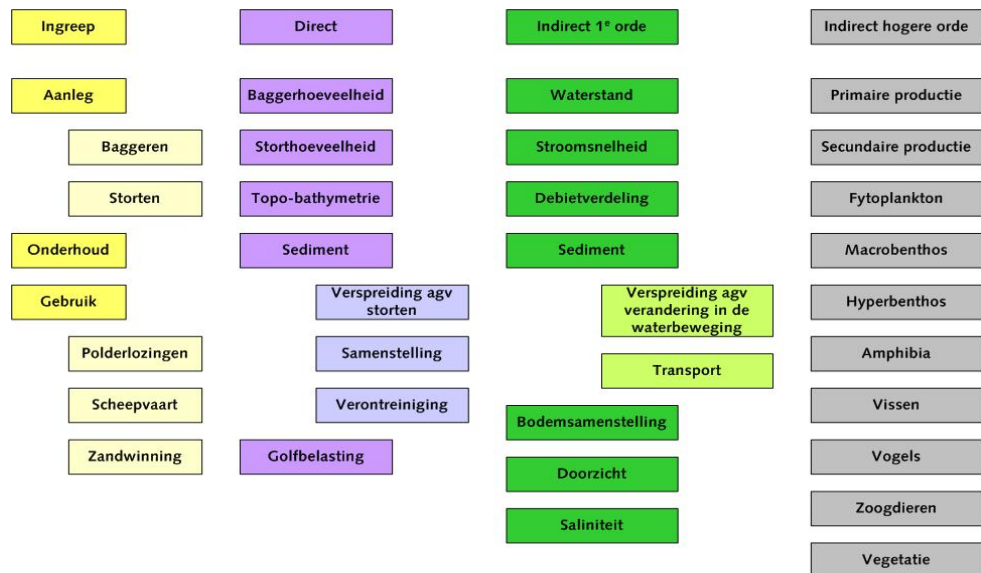 Ingreep
Aanleg
Baggeren
Storten
Onderhoud
Gebruik
Polderlozingen
Scheepvaart
Zandwinning
Direct
Baggerhoeveelheid
Storthoeveelheid
Topo-bathymetrie
Sediment
Verspreiding agv
storten
Samenstelling
Verontreiniging
Golfbelasting
Indirect 1e orde
Waterstand
Stroomsnelheid
Debietverdeling
Sediment
Verspreiding agv
verandering in de
waterbeweging
Transport
Bodemsamenstelling
Doorzicht
Saliniteit
Indirect hogere orde
Primaire productie
Secundaire productie
Fytoplankton
Macrobenthos
Hyperbenthos
Amphibia
Vissen
Vogels
Zoogdieren
Vegetatie